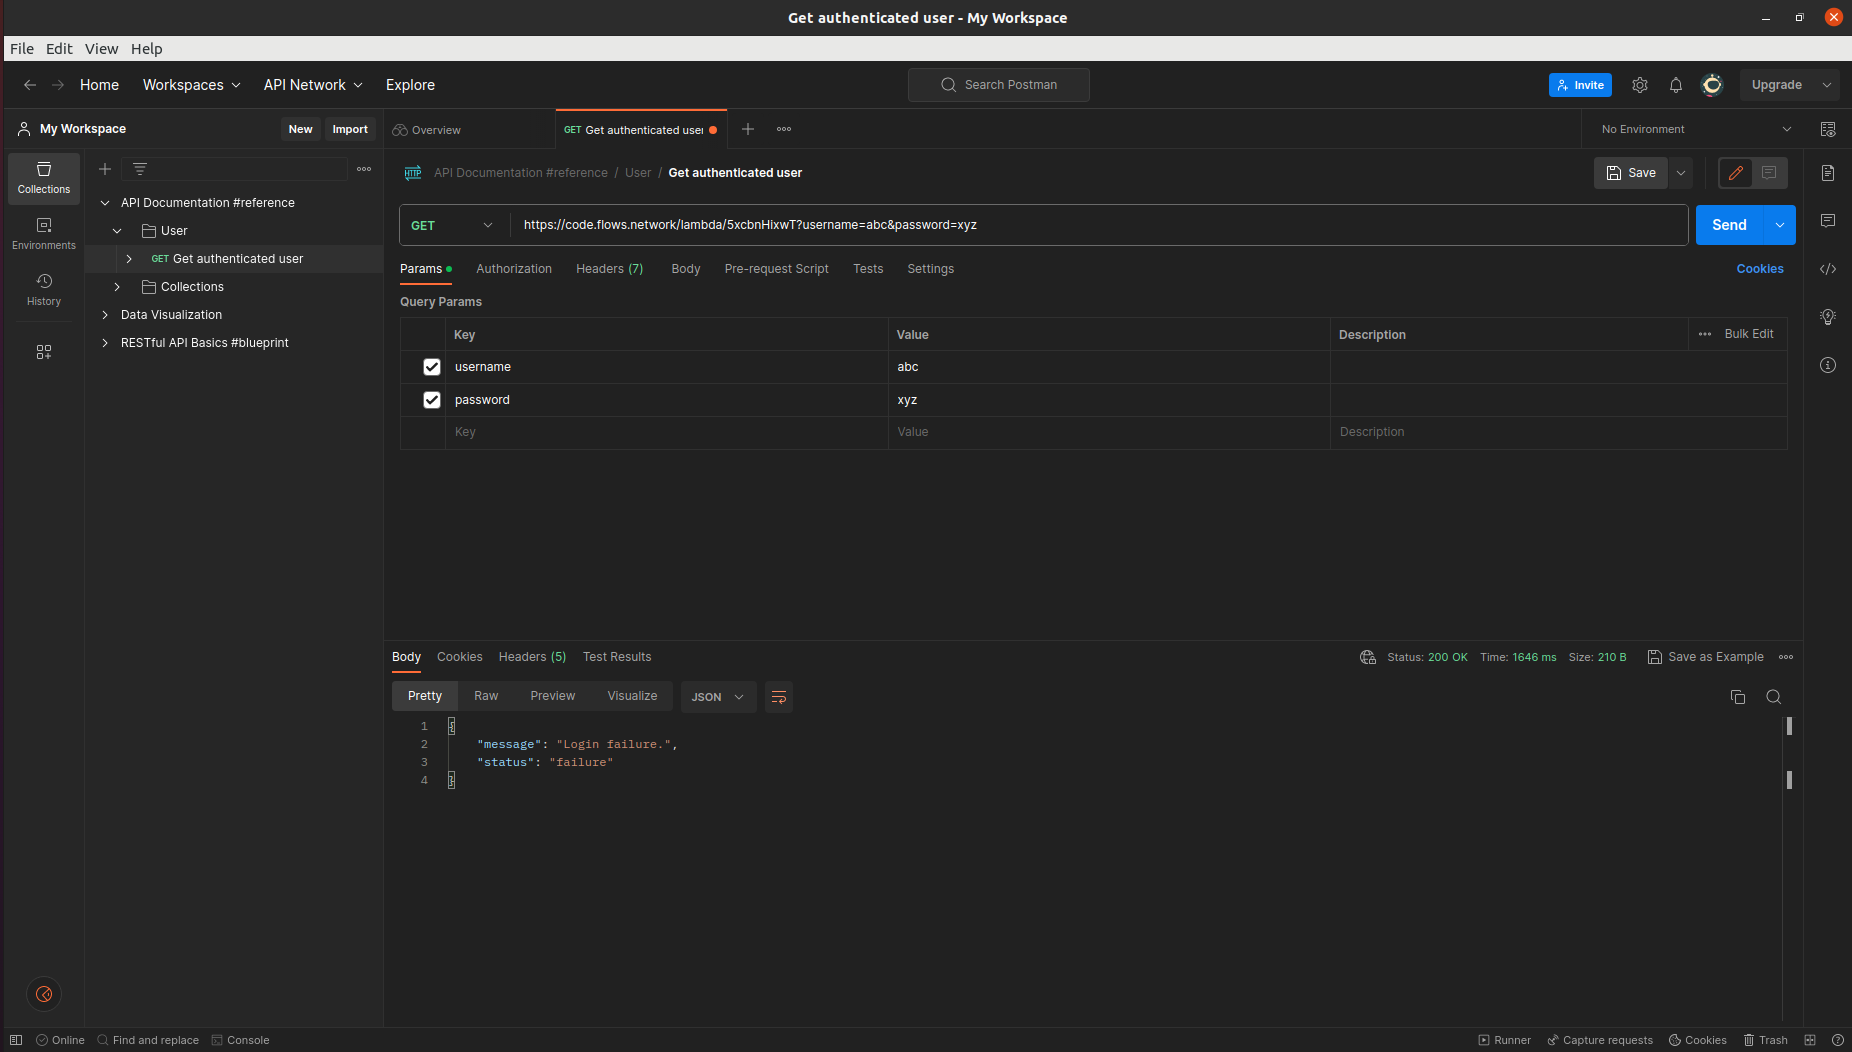 Get authenticated user - My Workspace
File Edit View Help
Home Workspaces API Network Explore
Search Postman
Invite
Upgrade
My Workspace
New Import
Overview
GET Get authenticated user
No Environment
Collections
Environments
History
API Documentation #reference
User
GET Get authenticated user
Collections
Data Visualization
RESTful API Basics #blueprint
HTTP API Documentation #reference / User / Get authenticated user
Save
GET https://code.flows.network/lambda/5xcbnHixwT?username=abc&password=xyz
Send
Params Authorization Headers (7) Body Pre-request Script Tests Settings
Cookies
Query Params
Key Value Description Bulk Edit
username abc
password xyz
Key Value Description
Body Cookies Headers (5) Test Results
Status: 200 OK Time: 1646 ms Size: 210 B Save as Example
Pretty Raw Preview Visualize JSON
1 {
2 "message": "Login failure.",
3 "status": "failure"
4 }
Online Find and replace Console
Runner Capture requests Cookies Trash